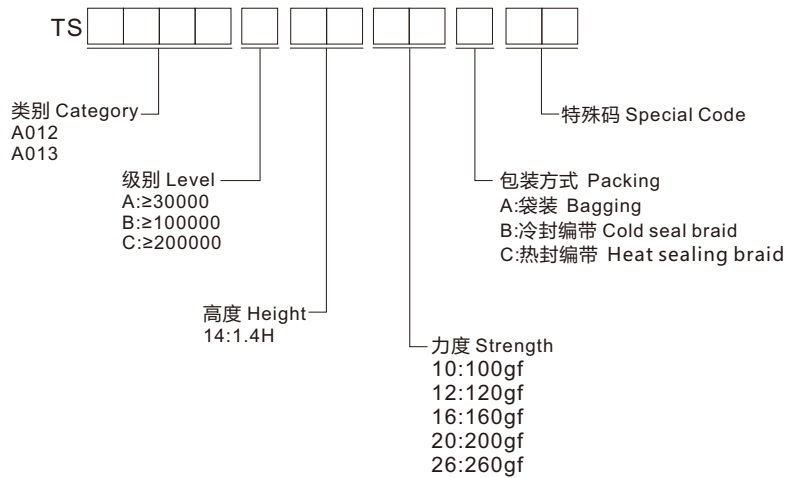 TS
类别 Category
A012
A013
特殊码 Special Code
级别 Level
A:≥30000
B:≥100000
C:≥200000
包装方式 Packing
A:袋装 Bagging
B:冷封编带 Cold seal braid
C:热封编带 Heat sealing braid
高度 Height
14:1.4H
力度 Strength
10:100gf
12:120gf
16:160gf
20:200gf
26:260gf